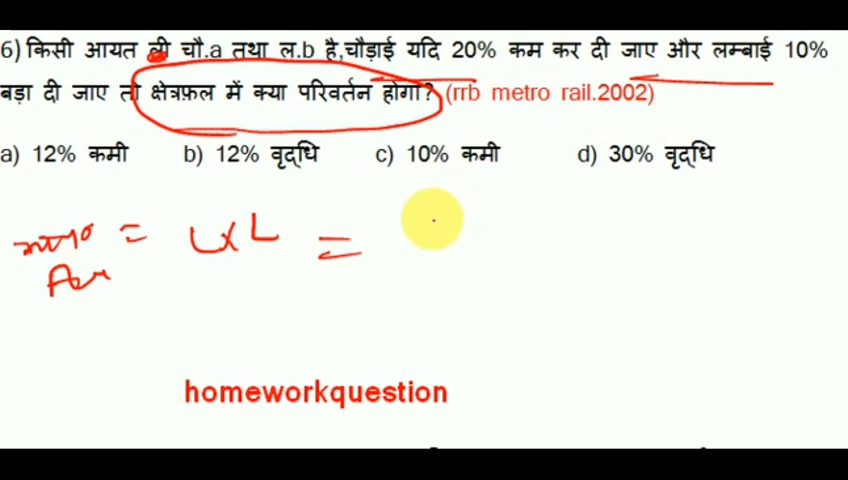 6) किसी आयत की चौ.a तथा ल.b है,चौड़ाई यदि 20% कम कर दी जाए और लम्बाई 10%
बड़ा दी जाए तो क्षेत्रफ़ल में क्या परिवर्तन होगा? (rrb metro rail.2002)
a) 12% कमी b) 12% वृद्धि c) 10% कमी d) 30% वृद्धि
= L =
homeworkquestion